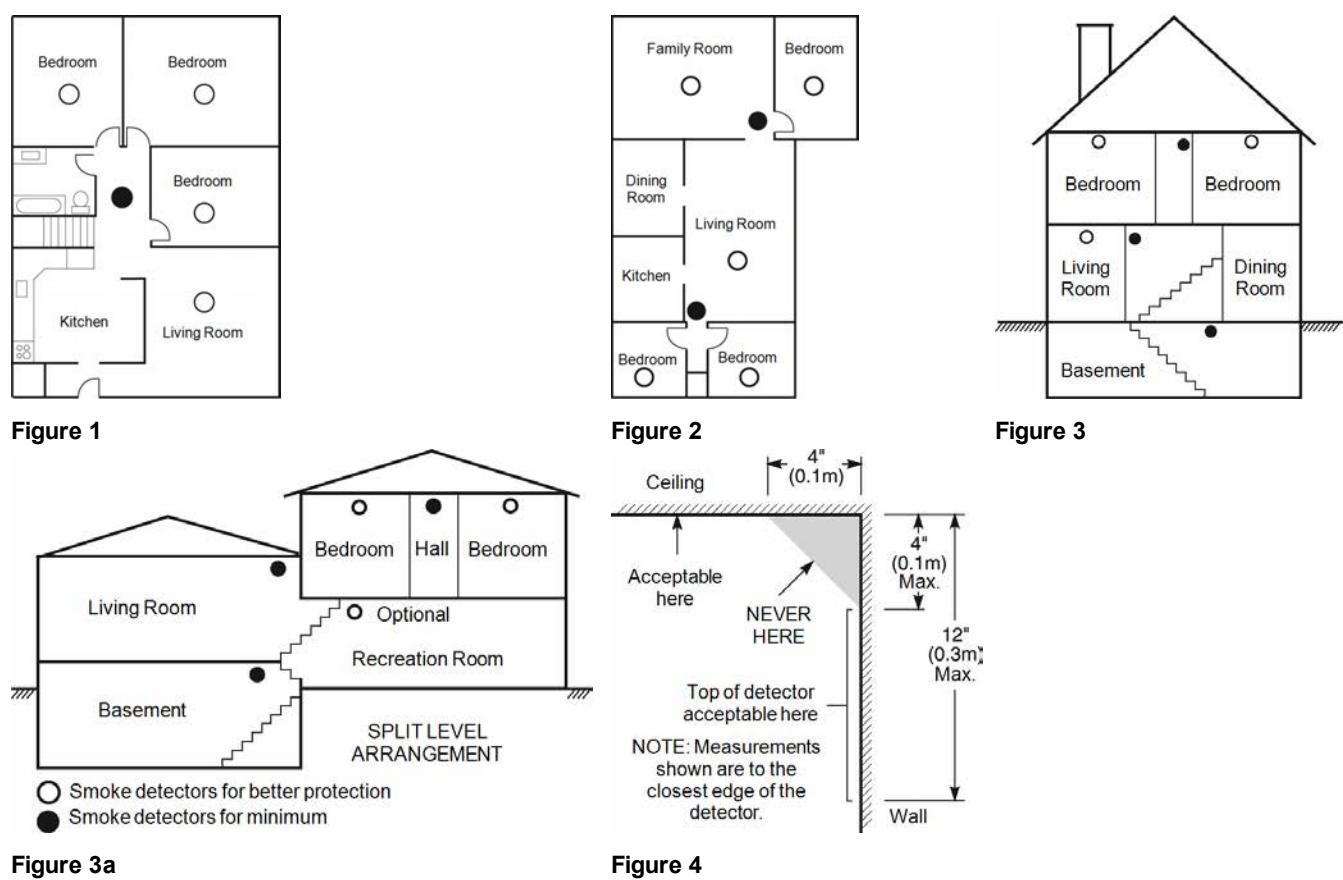 Bedroom
Bedroom
Bedroom
Kitchen
Living Room
Figure 1
Family Room
Bedroom
Dining
Room
Living Room
Kitchen
Bedroom
Bedroom
Figure 2
Bedroom
Bedroom
Living
Room
Dining
Room
Basement
Figure 3
Bedroom
Hall
Bedroom
Living Room
Optional
Recreation Room
Basement
SPLIT LEVEL
ARRANGEMENT
Smoke detectors for better protection
Smoke detectors for minimum
Figure 3a
Ceiling
4"
(0.1m)
Acceptable
here
NEVER
HERE
4"
(0.1m)
Max.
12"
(0.3m)
Max.
Top of detector
acceptable here
NOTE: Measurements
shown are to the
closest edge of the
detector.
Wall
Figure 4